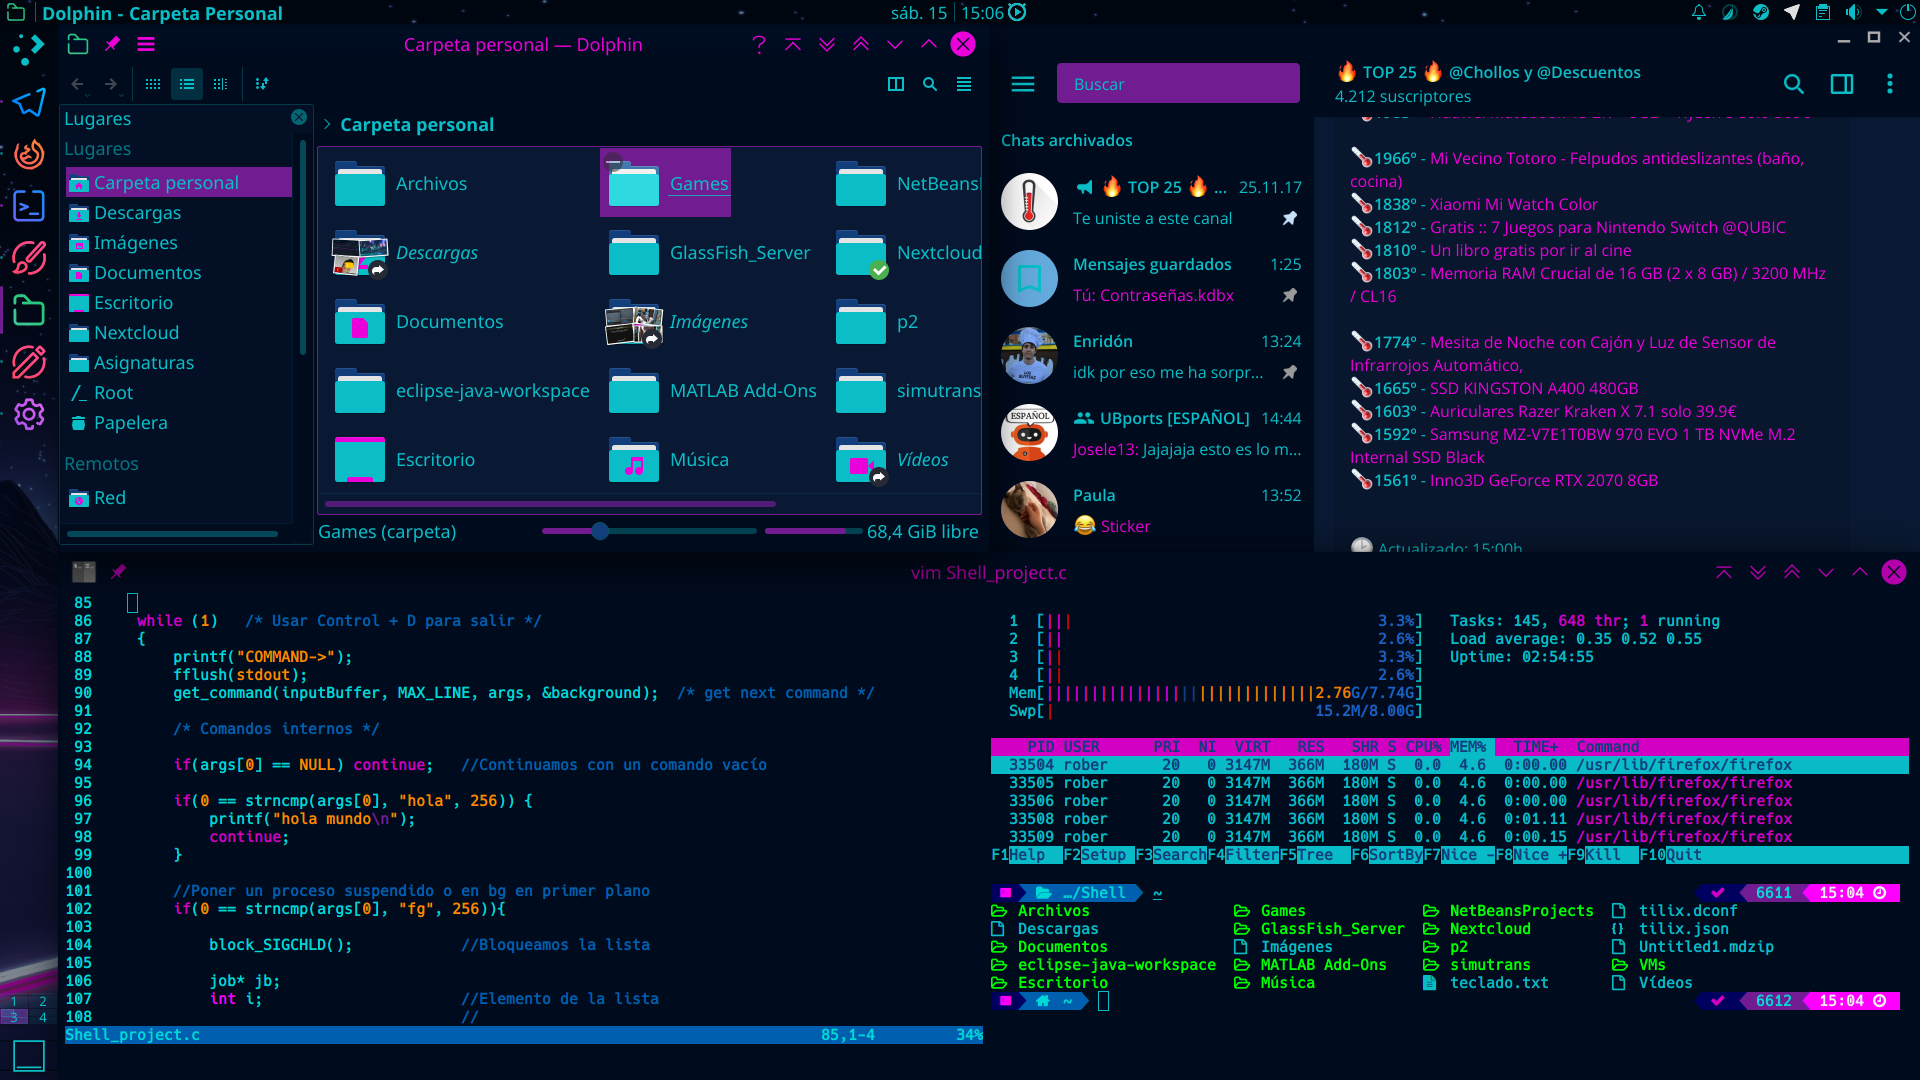 Dolphin - Carpeta Personal
sáb. 15
15:06
Carpeta personal — Dolphin
Lugares
Lugares
Carpeta personal
Descargas
Imágenes
Documentos
Escritorio
Nextcloud
Asignaturas
Root
Papelera
Remotos
Red
Carpeta personal
Archivos Games NetBeansI
Descargas GlassFish_Server Nextcloud
Documentos Imágenes p2
eclipse-java-workspace MATLAB Add-Ons simutrans
Escritorio Música Vídeos
Games (carpeta) 68,4 GiB libre
Buscar
Chats archivados
TOP 25 ... 25.11.17
Te uniste a este canal
Mensajes guardados 1:25
Tú: Contraseñas.kdbx
Enridón 13:24
idk por eso me ha sorpr...
UBports [ESPAÑOL] 14:44
ESPAÑOL
Josele13: Jajajaja esto es lo m...
Paula 13:52
Sticker
TOP 25 @Chollos y @Descuentos
4.212 suscriptores
1966º - Mi Vecino Totoro - Felpudos antideslizantes (baño,
cocina)
1838º - Xiaomi Mi Watch Color
1812º - Gratis :: 7 Juegos para Nintendo Switch @QUBIC
1810º - Un libro gratis por ir al cine
1803º - Memoria RAM Crucial de 16 GB (2 x 8 GB) / 3200 MHz
/ CL16
1774º - Mesita de Noche con Cajón y Luz de Sensor de
Infrarrojos Automático,
1665º - SSD KINGSTON A400 480GB
1603º - Auriculares Razer Kraken X 7.1 solo 39.9€
1592º - Samsung MZ-V7E1T0BW 970 EVO 1 TB NVMe M.2
Internal SSD Black
1561º - Inno3D GeForce RTX 2070 8GB
Actualizado: 15:00h
vim Shell_project.c
85
86 while (1) /* Usar Control + D para salir */
87 {
88 printf("COMMAND->");
89 fflush(stdout);
90 get_command(inputBuffer, MAX_LINE, args, &background); /* get next command */
91
92 /* Comandos internos */
93
94 if(args[0] == NULL) continue; //Continuamos con un comando vacío
95
96 if(0 == strncmp(args[0], "hola", 256)) {
97 printf("hola mundo\n");
98 continue;
99 }
100
101 //Poner un proceso suspendido o en bg en primer plano
102 if(0 == strncmp(args[0], "fg", 256)){
103
104 block_SIGCHLD(); //Bloqueamos la lista
105
106 job* jb;
107 int i; //Elemento de la lista
108 //
Shell_project.c 85,1-4 34%
1 [||| 3.3%] Tasks: 145, 648 thr; 1 running
2 [|| 2.6%] Load average: 0.35 0.52 0.55
3 [|| 3.3%] Uptime: 02:54:55
4 [|| 2.6%]
Mem[||||||||||||||||||||||||||||||2.76G/7.74G]
Swp[| 15.2M/8.00G]
PID USER PRI NI VIRT RES SHR S CPU% MEM% TIME+ Command
33504 rober 20 0 3147M 366M 180M S 0.0 4.6 0:00.00 /usr/lib/firefox/firefox
33505 rober 20 0 3147M 366M 180M S 0.0 4.6 0:00.00 /usr/lib/firefox/firefox
33506 rober 20 0 3147M 366M 180M S 0.0 4.6 0:00.00 /usr/lib/firefox/firefox
33508 rober 20 0 3147M 366M 180M S 0.0 4.6 0:01.11 /usr/lib/firefox/firefox
33509 rober 20 0 3147M 366M 180M S 0.0 4.6 0:00.15 /usr/lib/firefox/firefox
F1Help F2Setup F3SearchF4FilterF5Tree F6SortByF7Nice -F8Nice +F9Kill F10Quit
…/Shell ~ 6611 15:04
Archivos Games NetBeansProjects tilix.dconf
Descargas GlassFish_Server Nextcloud {} tilix.json
Documentos Imágenes p2 Untitled1.mdzip
eclipse-java-workspace MATLAB Add-Ons simutrans VMs
Escritorio Música teclado.txt Vídeos
~ 6612 15:04
1 2
3 4